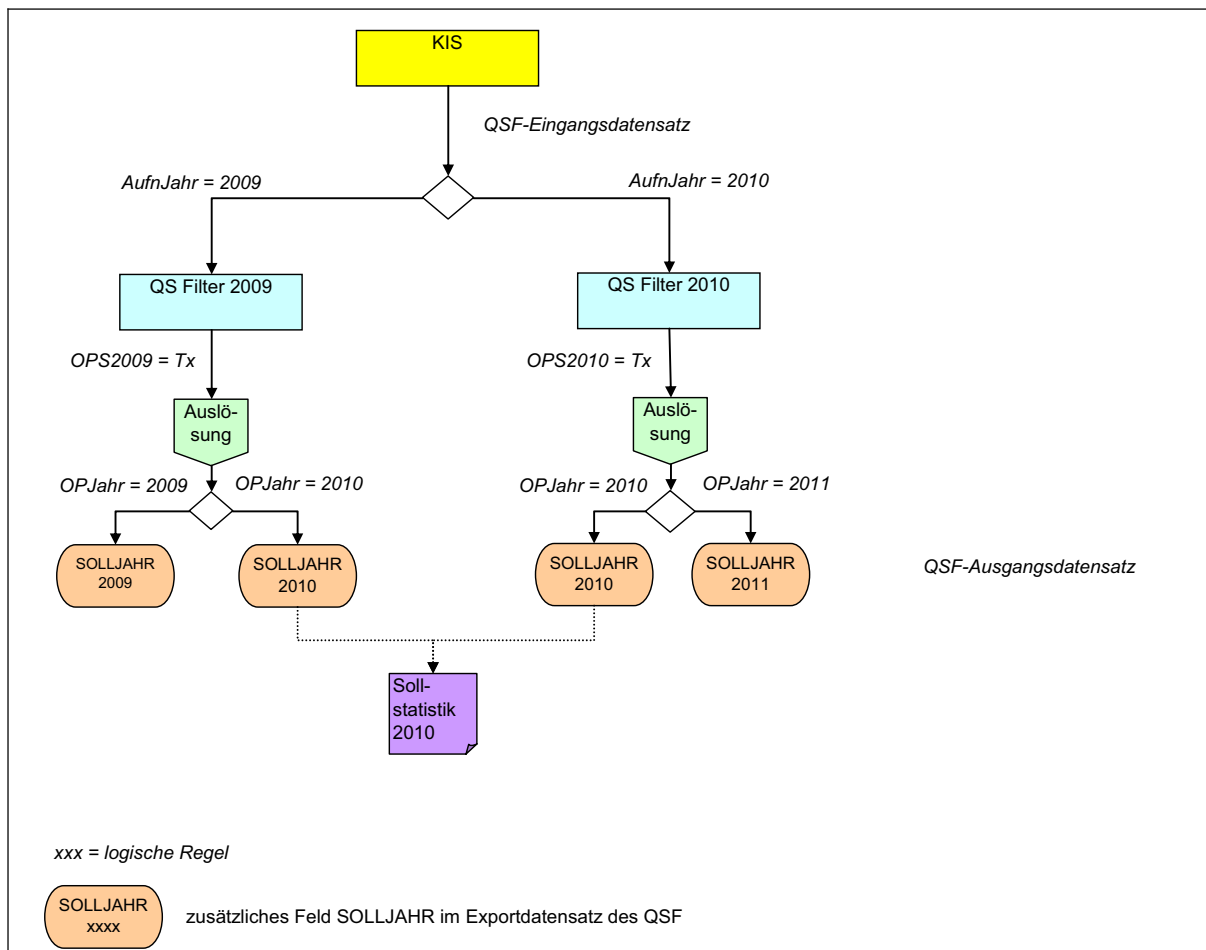 KIS
QSF-Eingangsdatensatz
AufnJahr = 2009
AufnJahr = 2010
QS Filter 2009
QS Filter 2010
OPS2009 = Tx
OPS2010 = Tx
Auslö-
sung
Auslö-
sung
OPJahr = 2009
OPJahr = 2010
OPJahr = 2010
OPJahr = 2011
SOLLJAHR
2009
SOLLJAHR
2010
SOLLJAHR
2010
SOLLJAHR
2011
QSF-Ausgangsdatensatz
Soll-
statistik
2010
xxx = logische Regel
SOLLJAHR
xxxx
zusätzliches Feld SOLLJAHR im Exportdatensatz des QSF